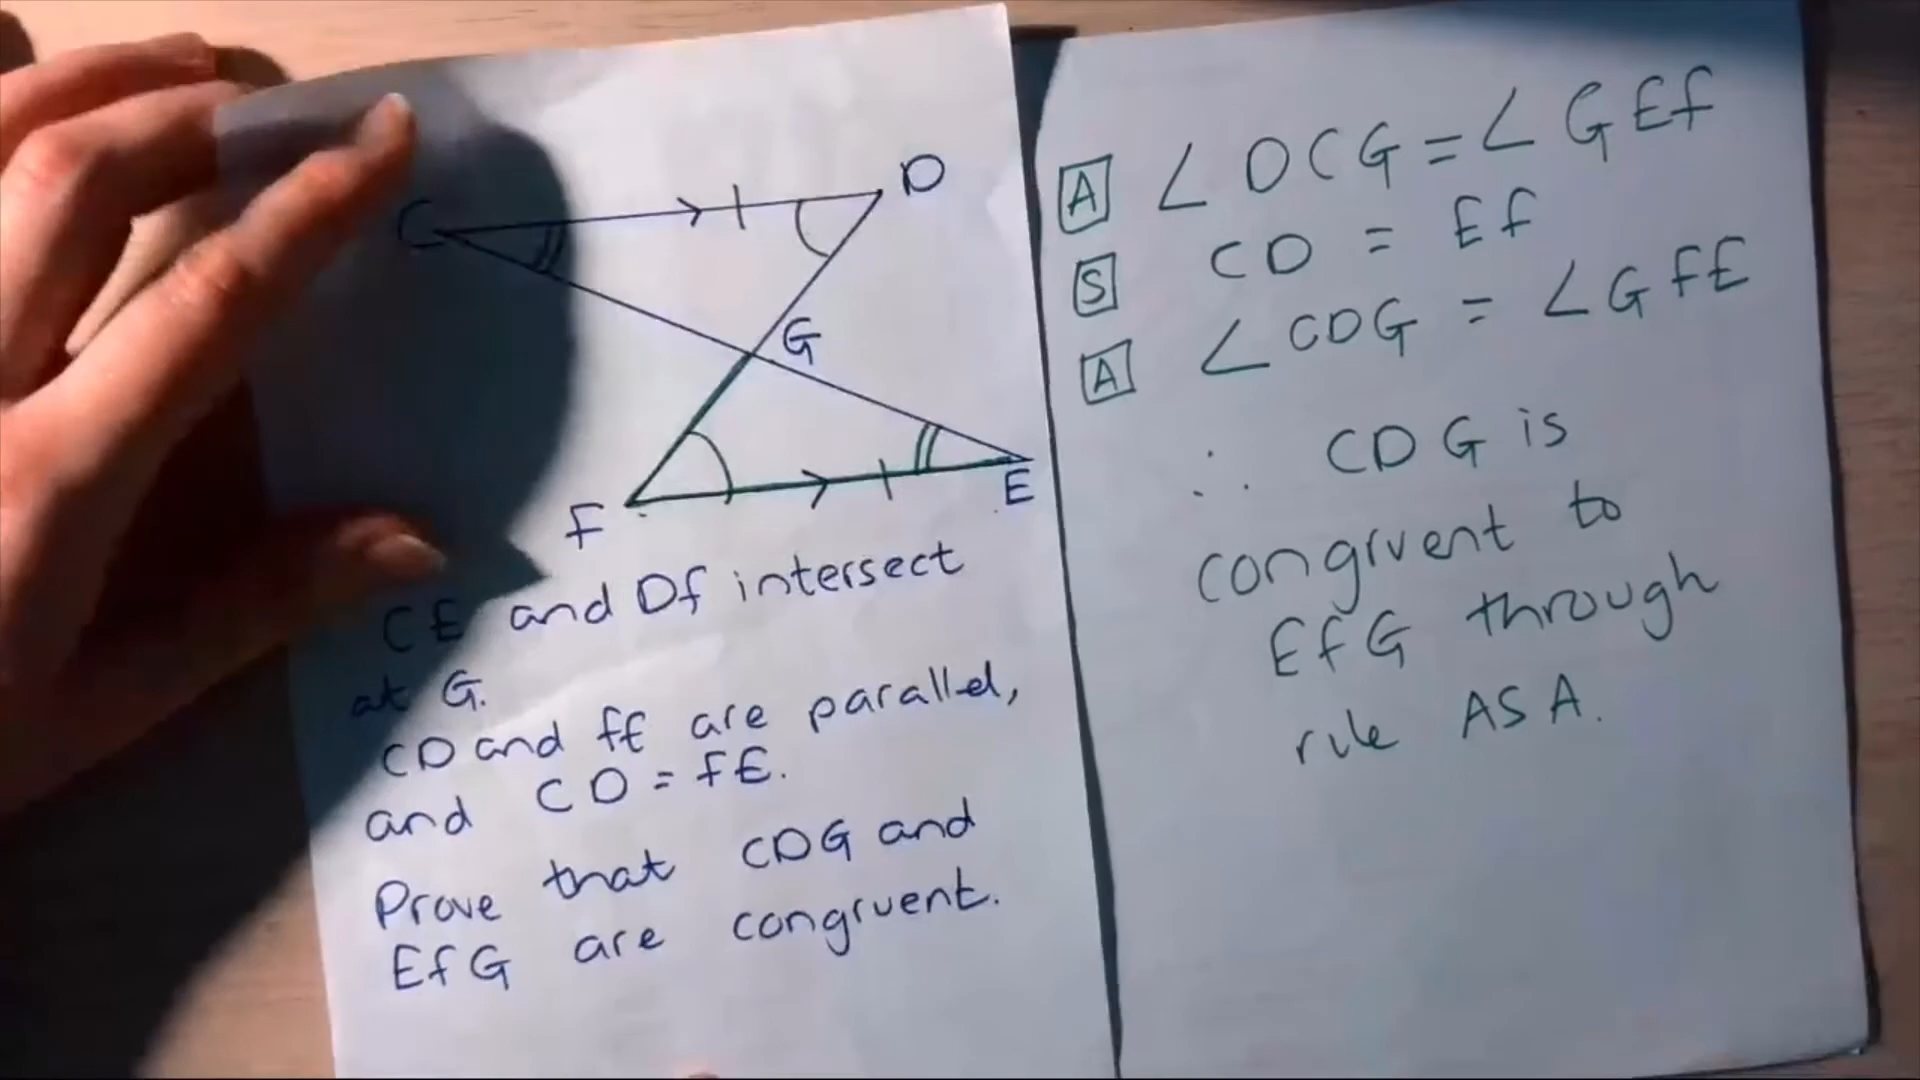 C
D
G
F
E
CE and Df intersect
at G.
CD and fE are parallel,
and CD = fE.
Prove that CDG and
EfG are congruent.
A ∠DCG = ∠GEf
S CD = Ef
A ∠CDG = ∠GfE
∴ CDG is
congruent to
EfG through
rule ASA.